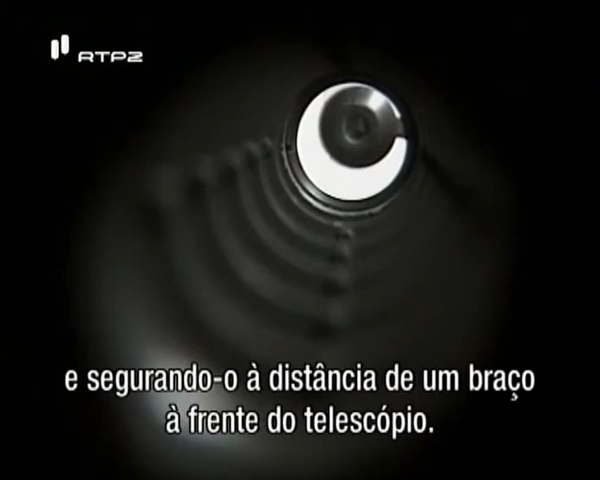 RTP2
e segurando-o à distância de um braço
à frente do telescópio.